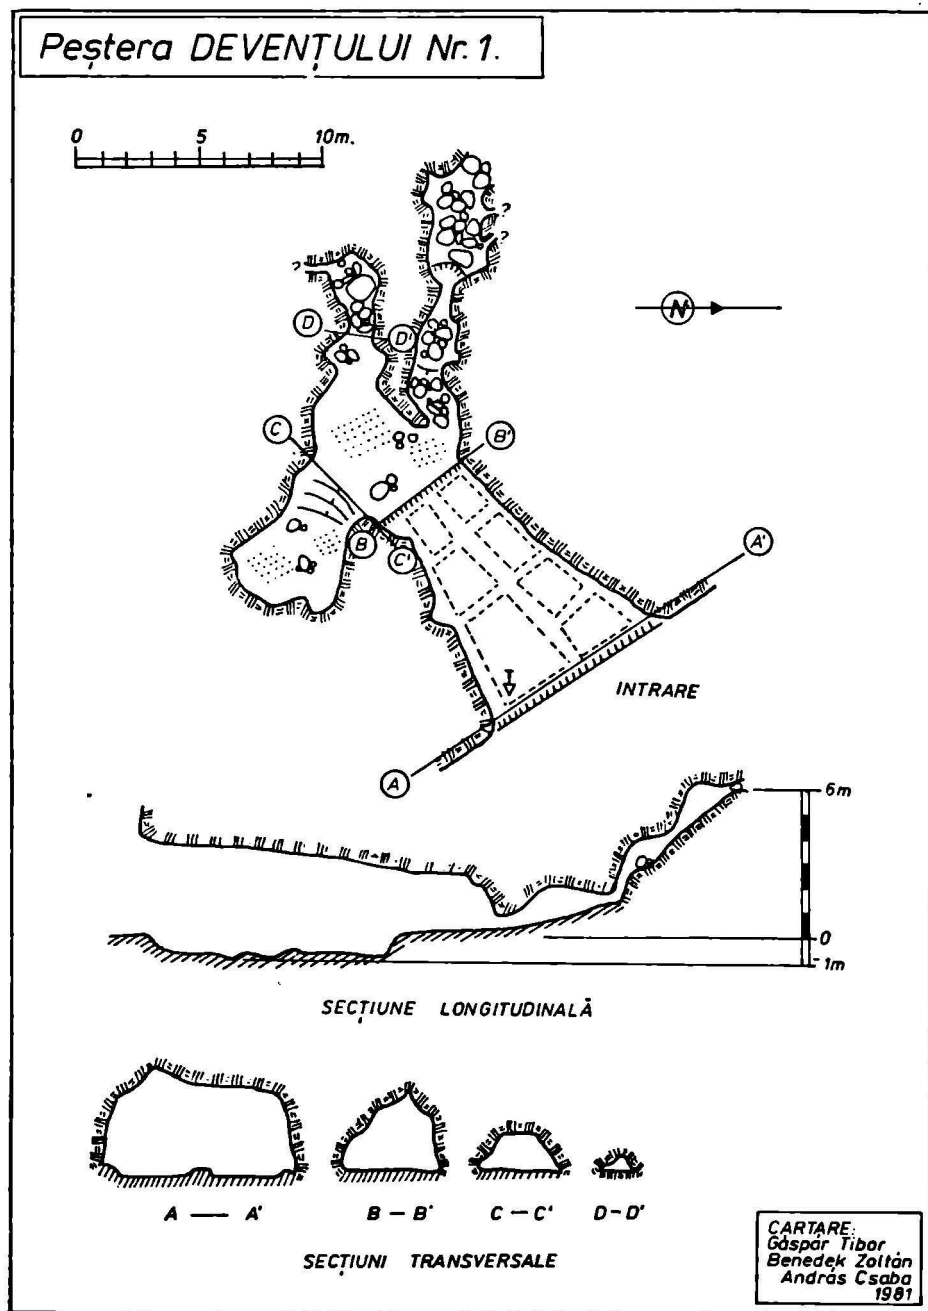 Peștera DEVENȚULUI Nr. 1.
0 5 10m.
?
?
?
D
D'
N
C
B'
B
C'
A'
I
INTRARE
A
6m
0
-1m
SECȚIUNE LONGITUDINALĂ
A — A'
B - B'
C - C'
D - D'
SECȚIUNI TRANSVERSALE
CARTARE:
Gáspár Tibor
Benedek Zoltán
András Csaba
1981